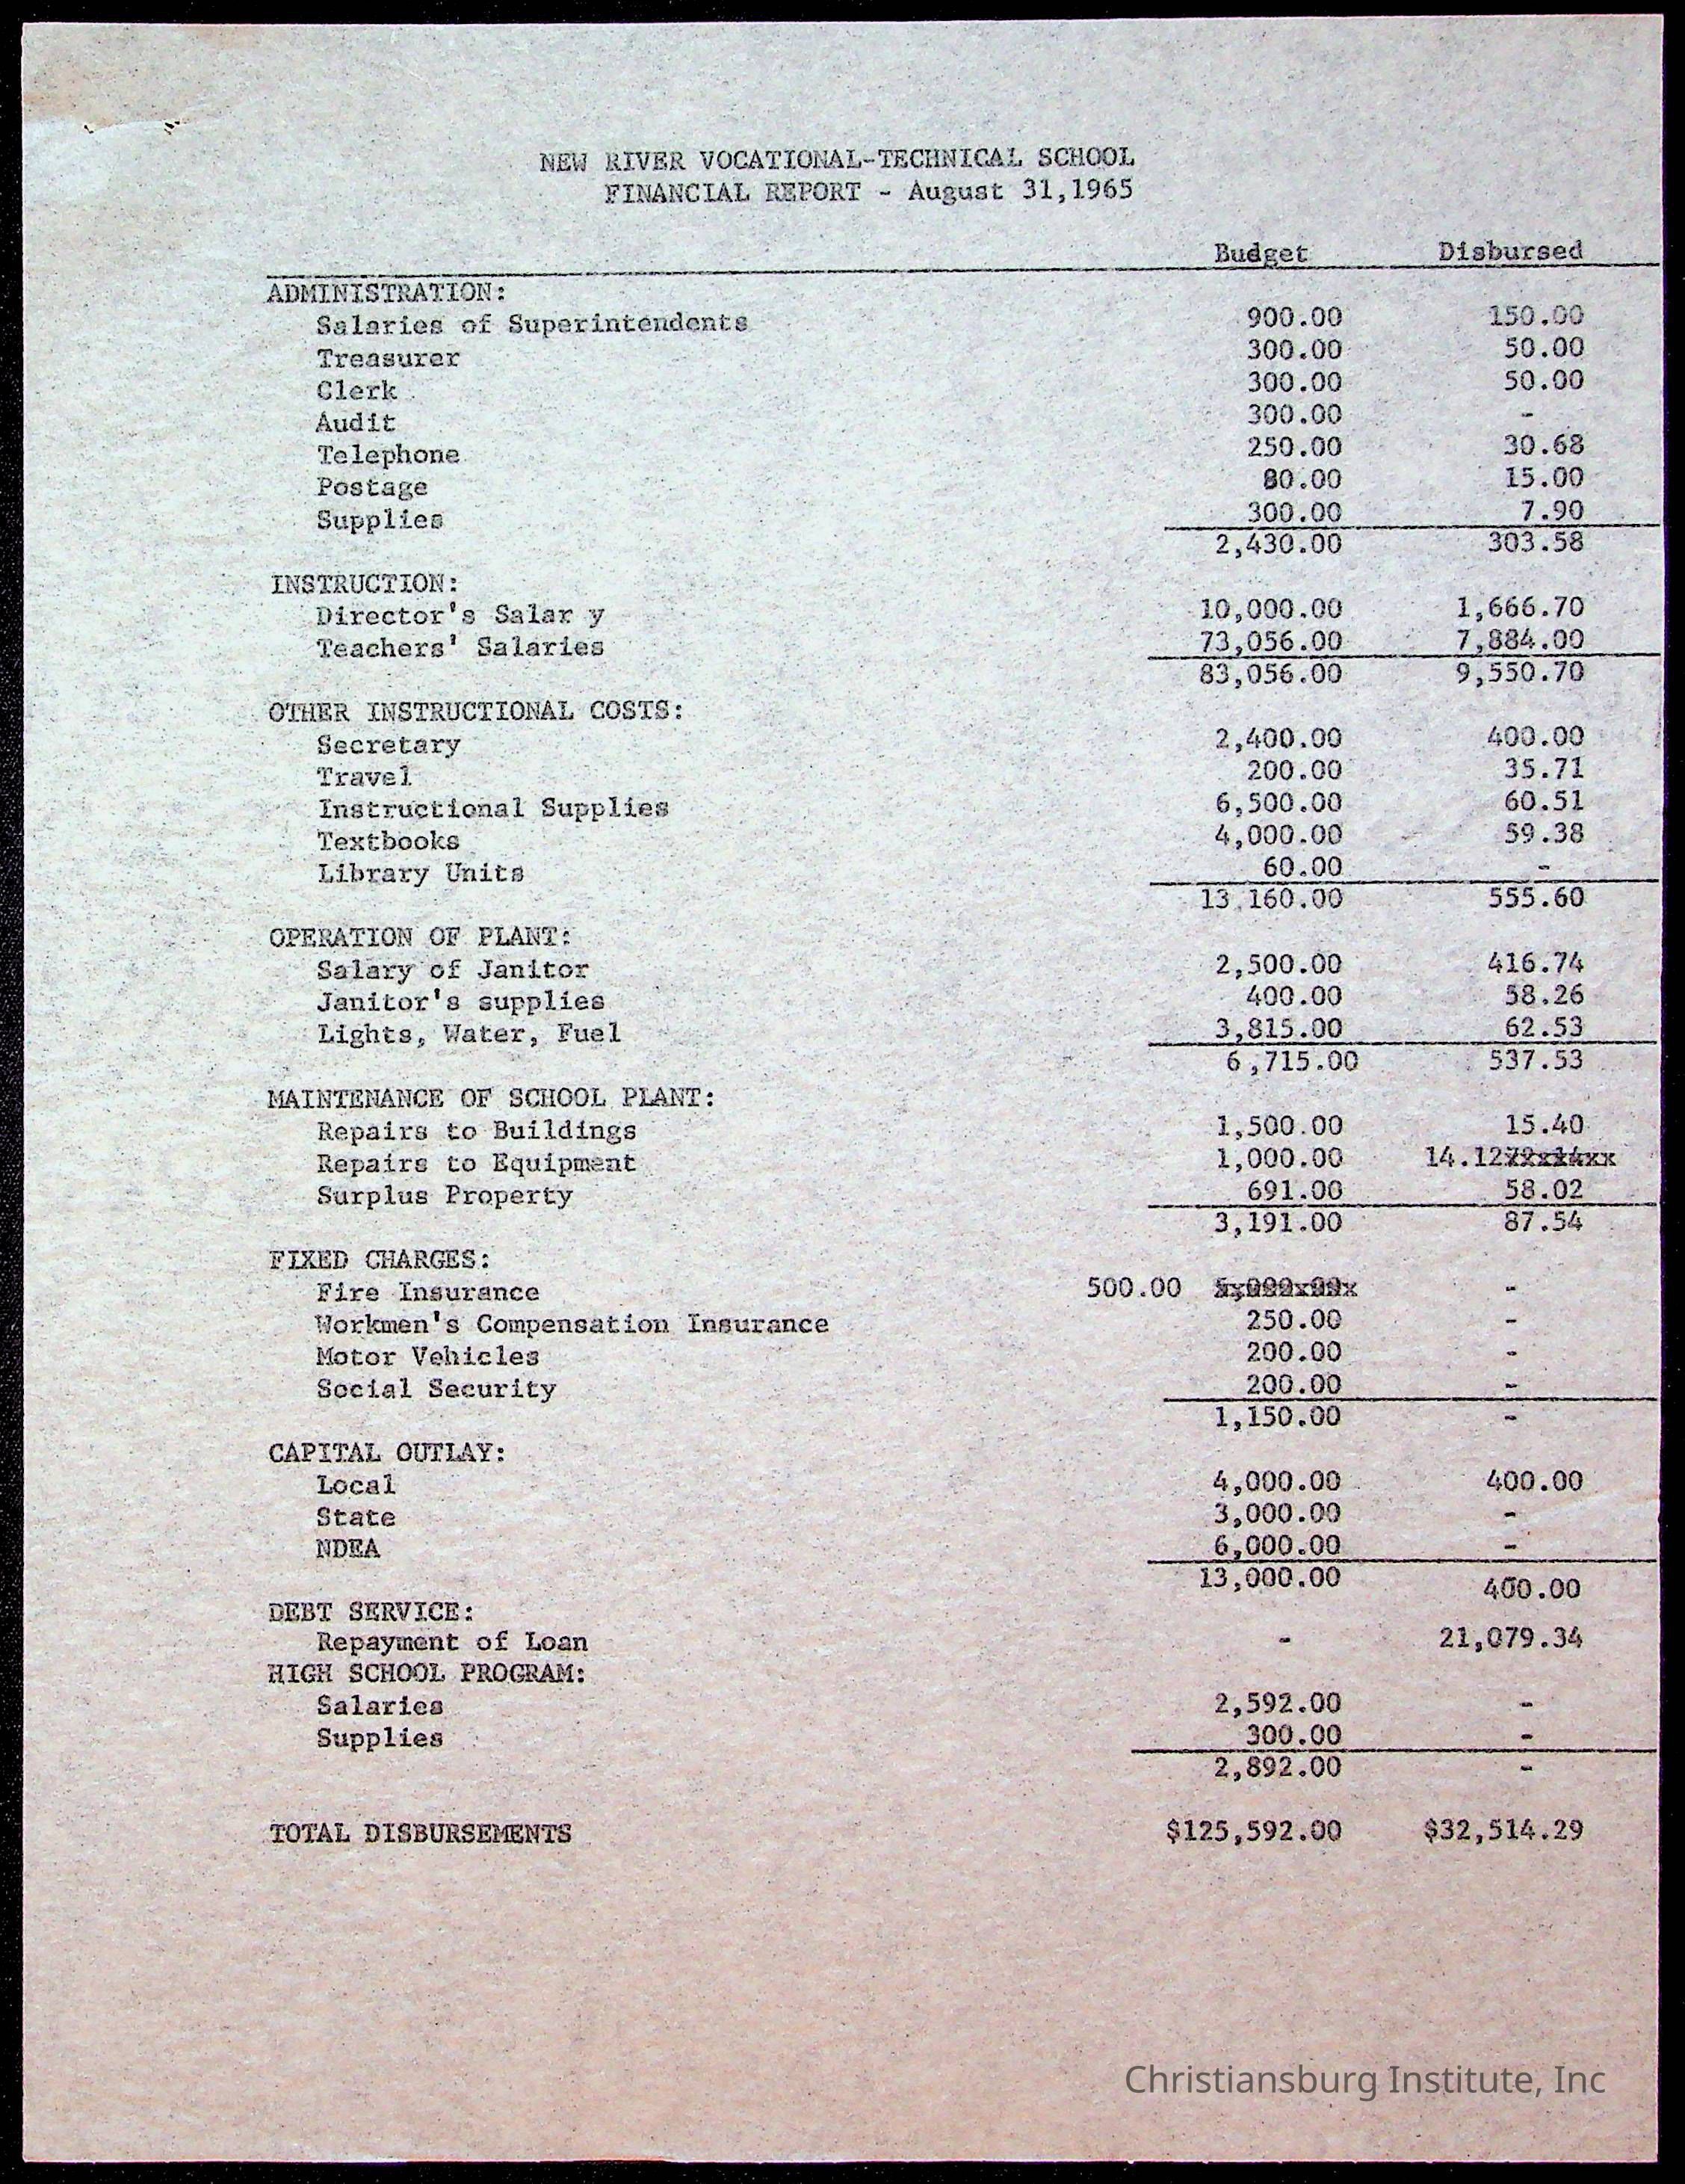 NEW RIVER VOCATIONAL-TECHNICAL SCHOOL
FINANCIAL REPORT - August 31,1965
Budget Disbursed
ADMINISTRATION:
Salaries of Superintendents 900.00 150.00
Treasurer 300.00 50.00
Clerk 300.00 50.00
Audit 300.00 -
Telephone 250.00 30.68
Postage 80.00 15.00
Supplies 300.00 7.90
2,430.00 303.58
INSTRUCTION:
Director's Salar y 10,000.00 1,666.70
Teachers' Salaries 73,056.00 7,884.00
83,056.00 9,550.70
OTHER INSTRUCTIONAL COSTS:
Secretary 2,400.00 400.00
Travel 200.00 35.71
Instructional Supplies 6,500.00 60.51
Textbooks 4,000.00 59.38
Library Units 60.00 -
13.160.00 555.60
OPERATION OF PLANT:
Salary of Janitor 2,500.00 416.74
Janitor's supplies 400.00 58.26
Lights, Water, Fuel 3,815.00 62.53
6,715.00 537.53
MAINTENANCE OF SCHOOL PLANT:
Repairs to Buildings 1,500.00 15.40
Repairs to Equipment 1,000.00 14.12
Surplus Property 691.00 58.02
3,191.00 87.54
FIXED CHARGES:
Fire Insurance 500.00 -
Workmen's Compensation Insurance 250.00 -
Motor Vehicles 200.00 -
Social Security 200.00 -
1,150.00 -
CAPITAL OUTLAY:
Local 4,000.00 400.00
State 3,000.00 -
NDEA 6,000.00 -
13,000.00 400.00
DEBT SERVICE:
Repayment of Loan - 21,079.34
HIGH SCHOOL PROGRAM:
Salaries 2,592.00 -
Supplies 300.00 -
2,892.00 -
TOTAL DISBURSEMENTS $125,592.00 $32,514.29
Christiansburg Institute, Inc